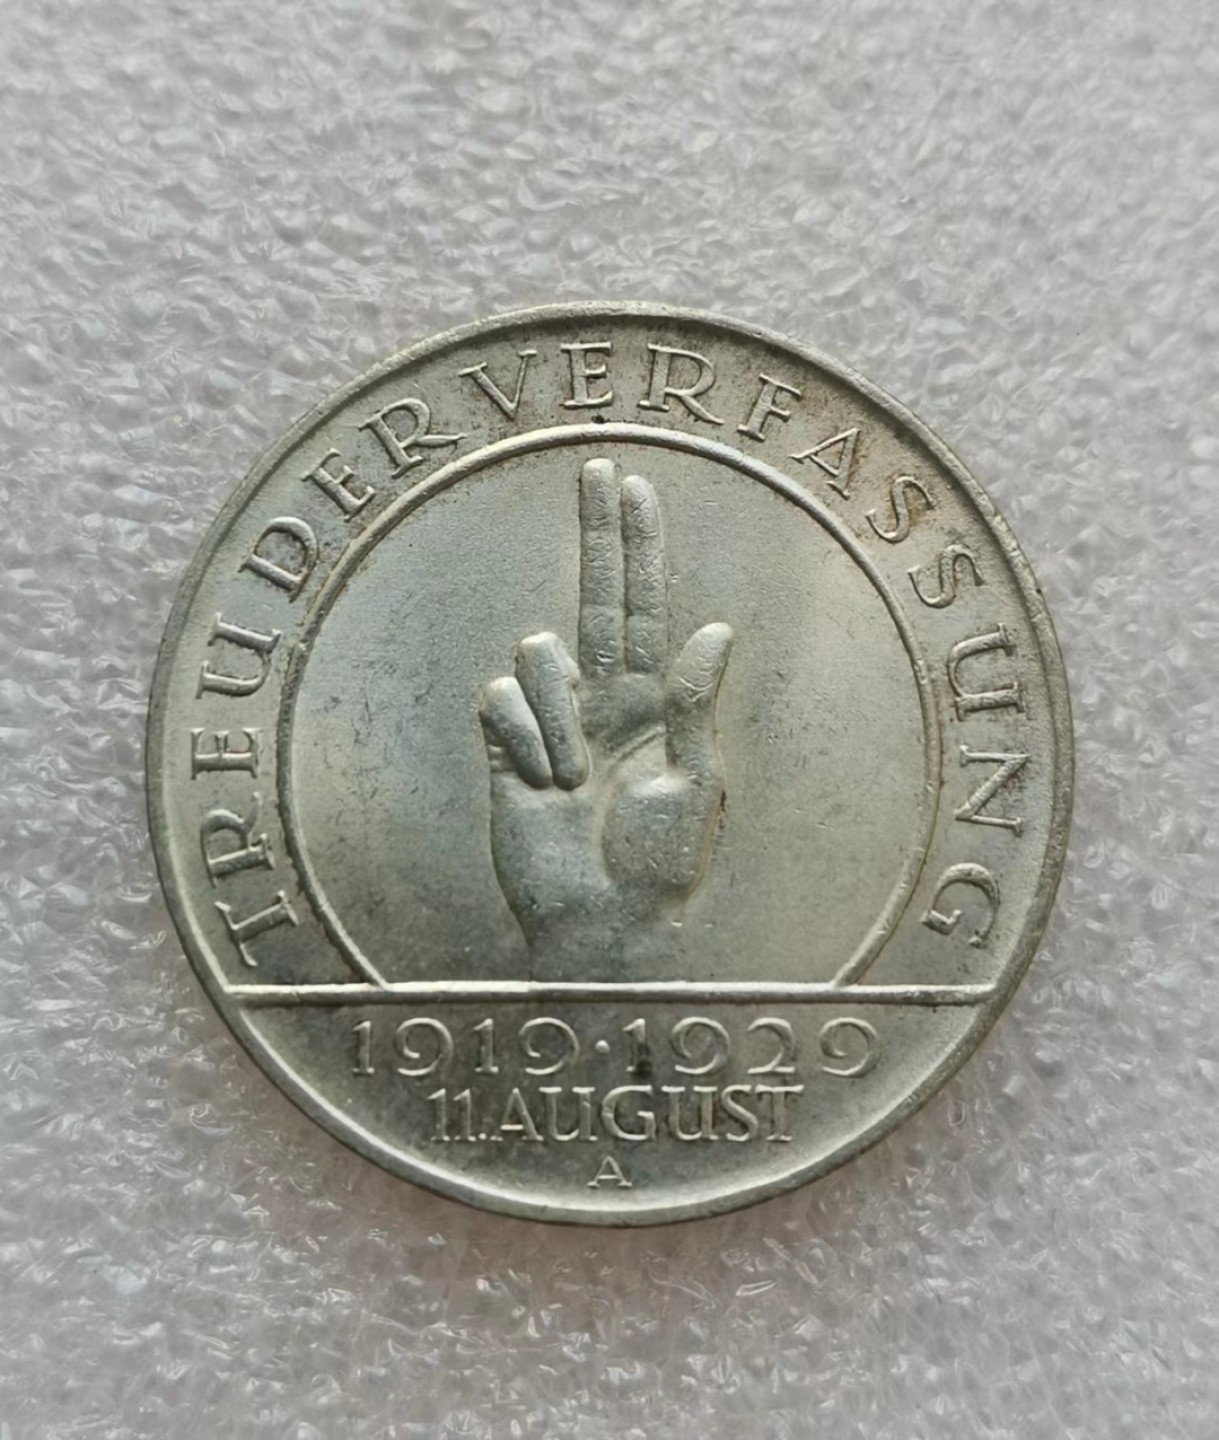 TREU DER VERFASSUNG
1919·1929
11.AUGUST
A